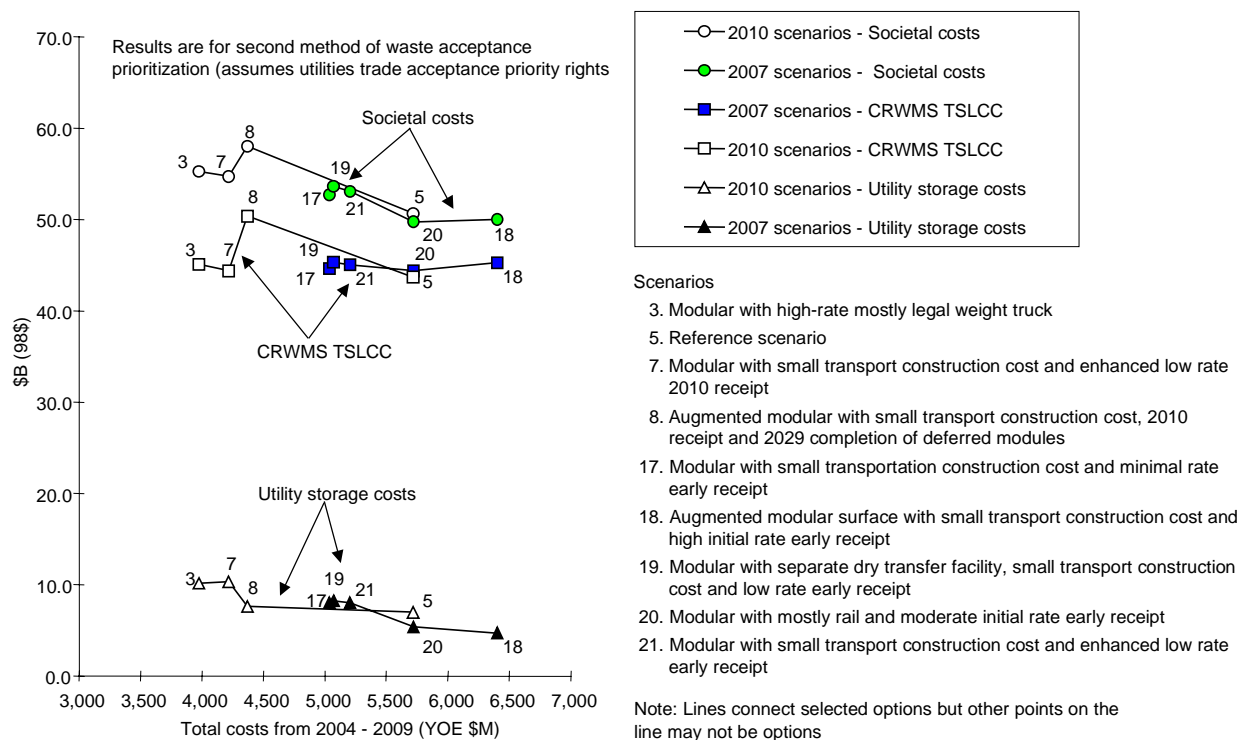 70.0
60.0
50.0
40.0
30.0
20.0
10.0
0.0
$B (98$)
Results are for second method of waste acceptance
prioritization (assumes utilities trade acceptance priority rights
Societal costs
3
7
8
17
19
21
5
20
18
3
7
8
19
17
21
20
5
18
CRWMS TSLCC
Utility storage costs
3
7
8
17
19
21
5
20
18
3,000
4,000
4,500
5,000
5,500
6,000
6,500
7,000
Total costs from 2004 - 2009 (YOE $M)
2010 scenarios - Societal costs
2007 scenarios - Societal costs
2007 scenarios - CRWMS TSLCC
2010 scenarios - CRWMS TSLCC
2010 scenarios - Utility storage costs
2007 scenarios - Utility storage costs
Scenarios
3. Modular with high-rate mostly legal weight truck
5. Reference scenario
7. Modular with small transport construction cost and enhanced low rate
2010 receipt
8. Augmented modular with small transport construction cost, 2010
receipt and 2029 completion of deferred modules
17. Modular with small transportation construction cost and minimal rate
early receipt
18. Augmented modular surface with small transport construction cost and
high initial rate early receipt
19. Modular with separate dry transfer facility, small transport construction
cost and low rate early receipt
20. Modular with mostly rail and moderate initial rate early receipt
21. Modular with small transport construction cost and enhanced low rate
early receipt
Note: Lines connect selected options but other points on the
line may not be options